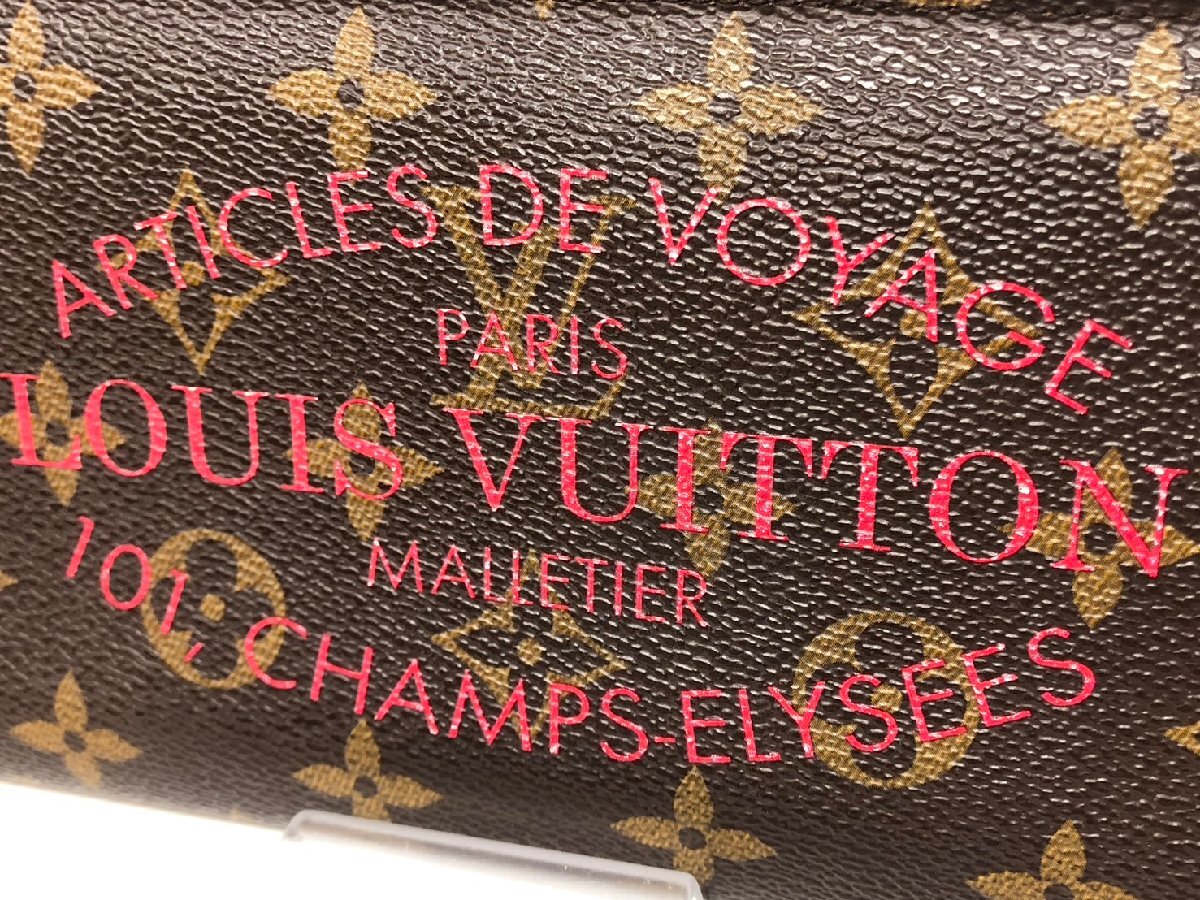 ARTICLES DE VOYAGE
PARIS
LOUIS VUITTON
MALLETIER
101, CHAMPS-ELYSEES